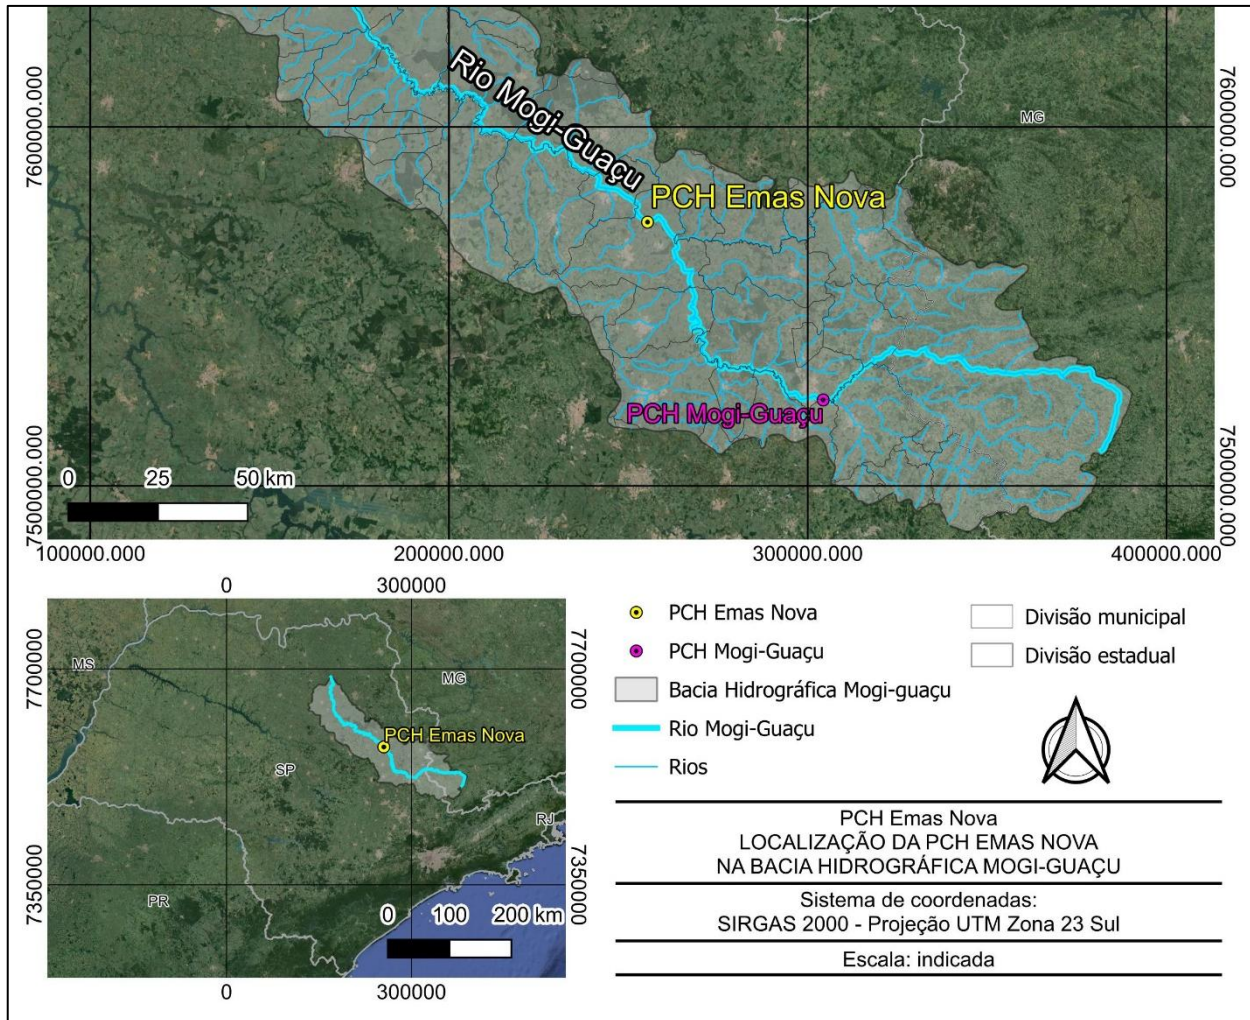 7600000.000
7600000.000
MG
Rio Mogi-Guaçu
PCH Emas Nova
PCH Mogi-Guaçu
0 25 50 km
7500000.000
7500000.000
100000.000 200000.000 300000.000 400000.000
0 300000
7700000
7700000
MS
MG
PCH Emas Nova
SP
RJ
7350000
7350000
PR
0 100 200 km
0 300000
PCH Emas Nova
PCH Mogi-Guaçu
Bacia Hidrográfica Mogi-guaçu
Rio Mogi-Guaçu
Rios
Divisão municipal
Divisão estadual
PCH Emas Nova
LOCALIZAÇÃO DA PCH EMAS NOVA
NA BACIA HIDROGRÁFICA MOGI-GUAÇU
Sistema de coordenadas:
SIRGAS 2000 - Projeção UTM Zona 23 Sul
Escala: indicada